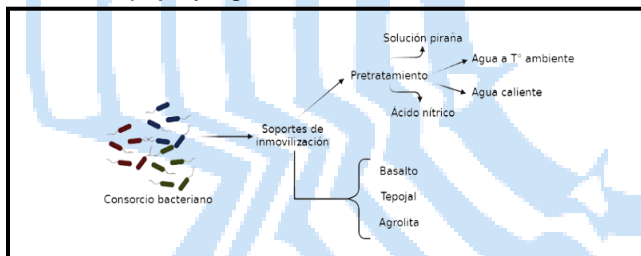 Solución piraña
Agua a T° ambiente
Pretratamiento
Agua caliente
Ácido nítrico
Soportes de
inmovilización
Basalto
Tepojal
Agrolita
Consorcio bacteriano